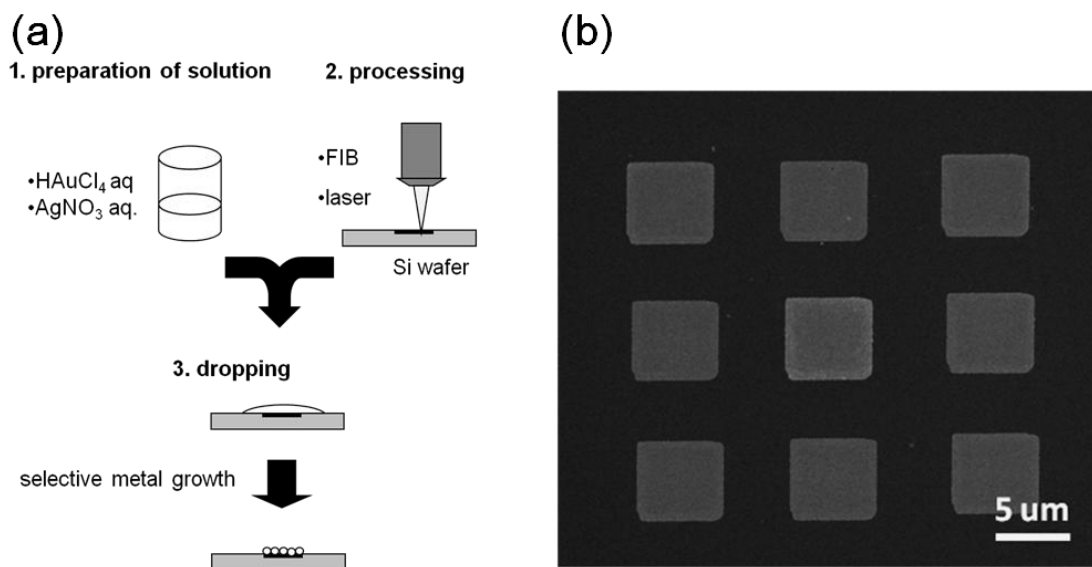 (a)
1. preparation of solution
2. processing
•HAuCl₄ aq
•AgNO₃ aq.
•FIB
•laser
Si wafer
3. dropping
selective metal growth
(b)
5 um